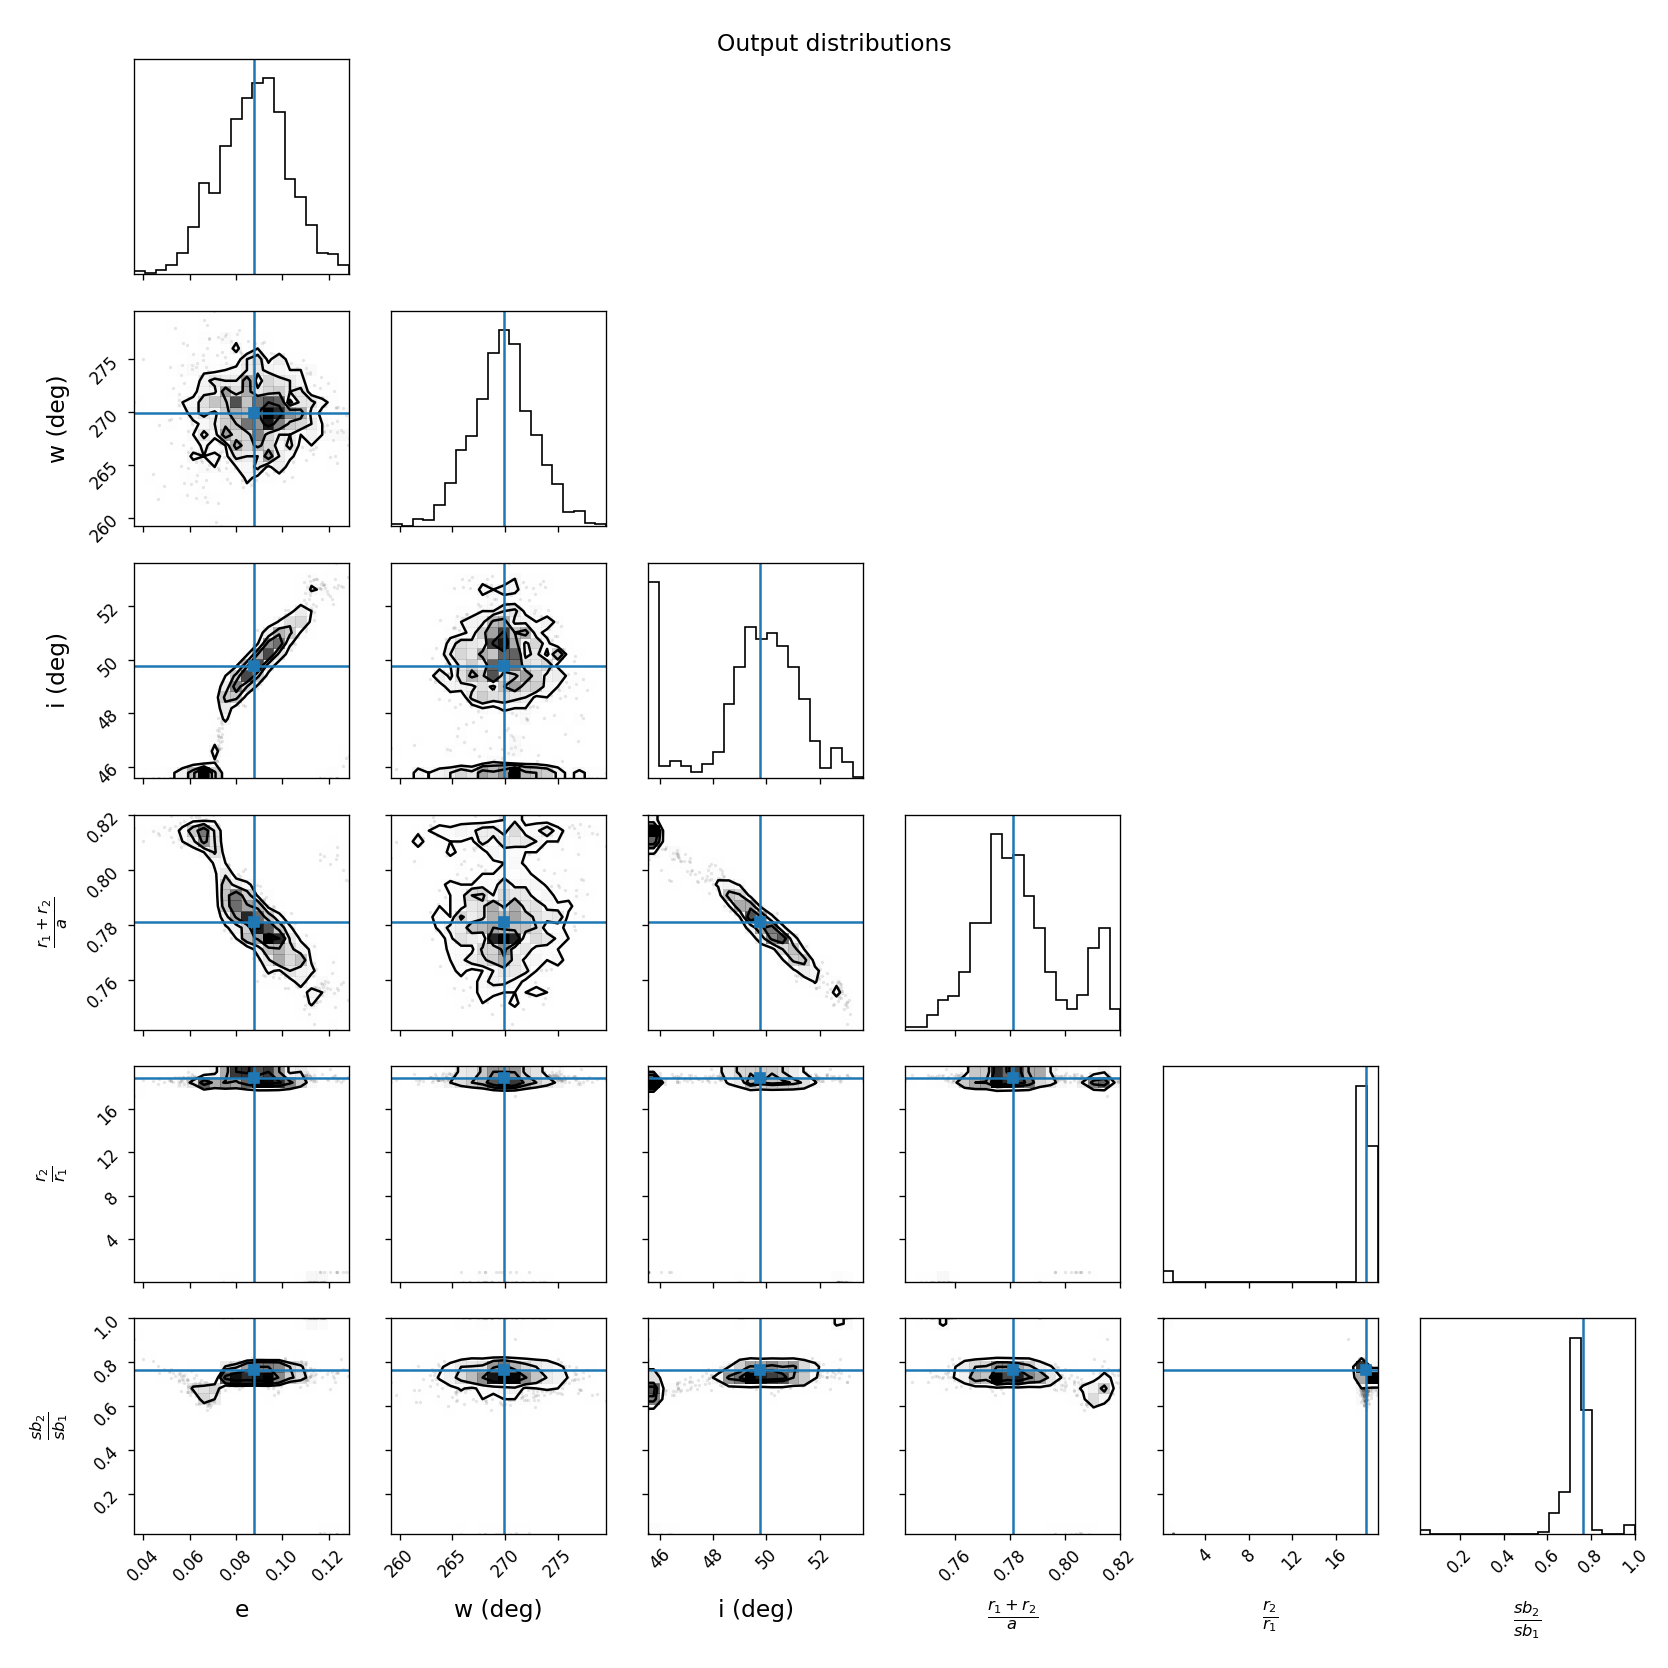 Output distributions
w (deg)
275
270
265
260
i (deg)
52
50
48
46
r₁ + r₂
a
0.82
0.80
0.78
0.76
r₂
r₁
16
12
8
4
sb₂
sb₁
1.0
0.8
0.6
0.4
0.2
0.04 0.06 0.08 0.10 0.12
260 265 270 275
46 48 50 52
0.76 0.78 0.80 0.82
4 8 12 16
0.2 0.4 0.6 0.8 1.0
e
w (deg)
i (deg)
r₁ + r₂
a
r₂
r₁
sb₂
sb₁